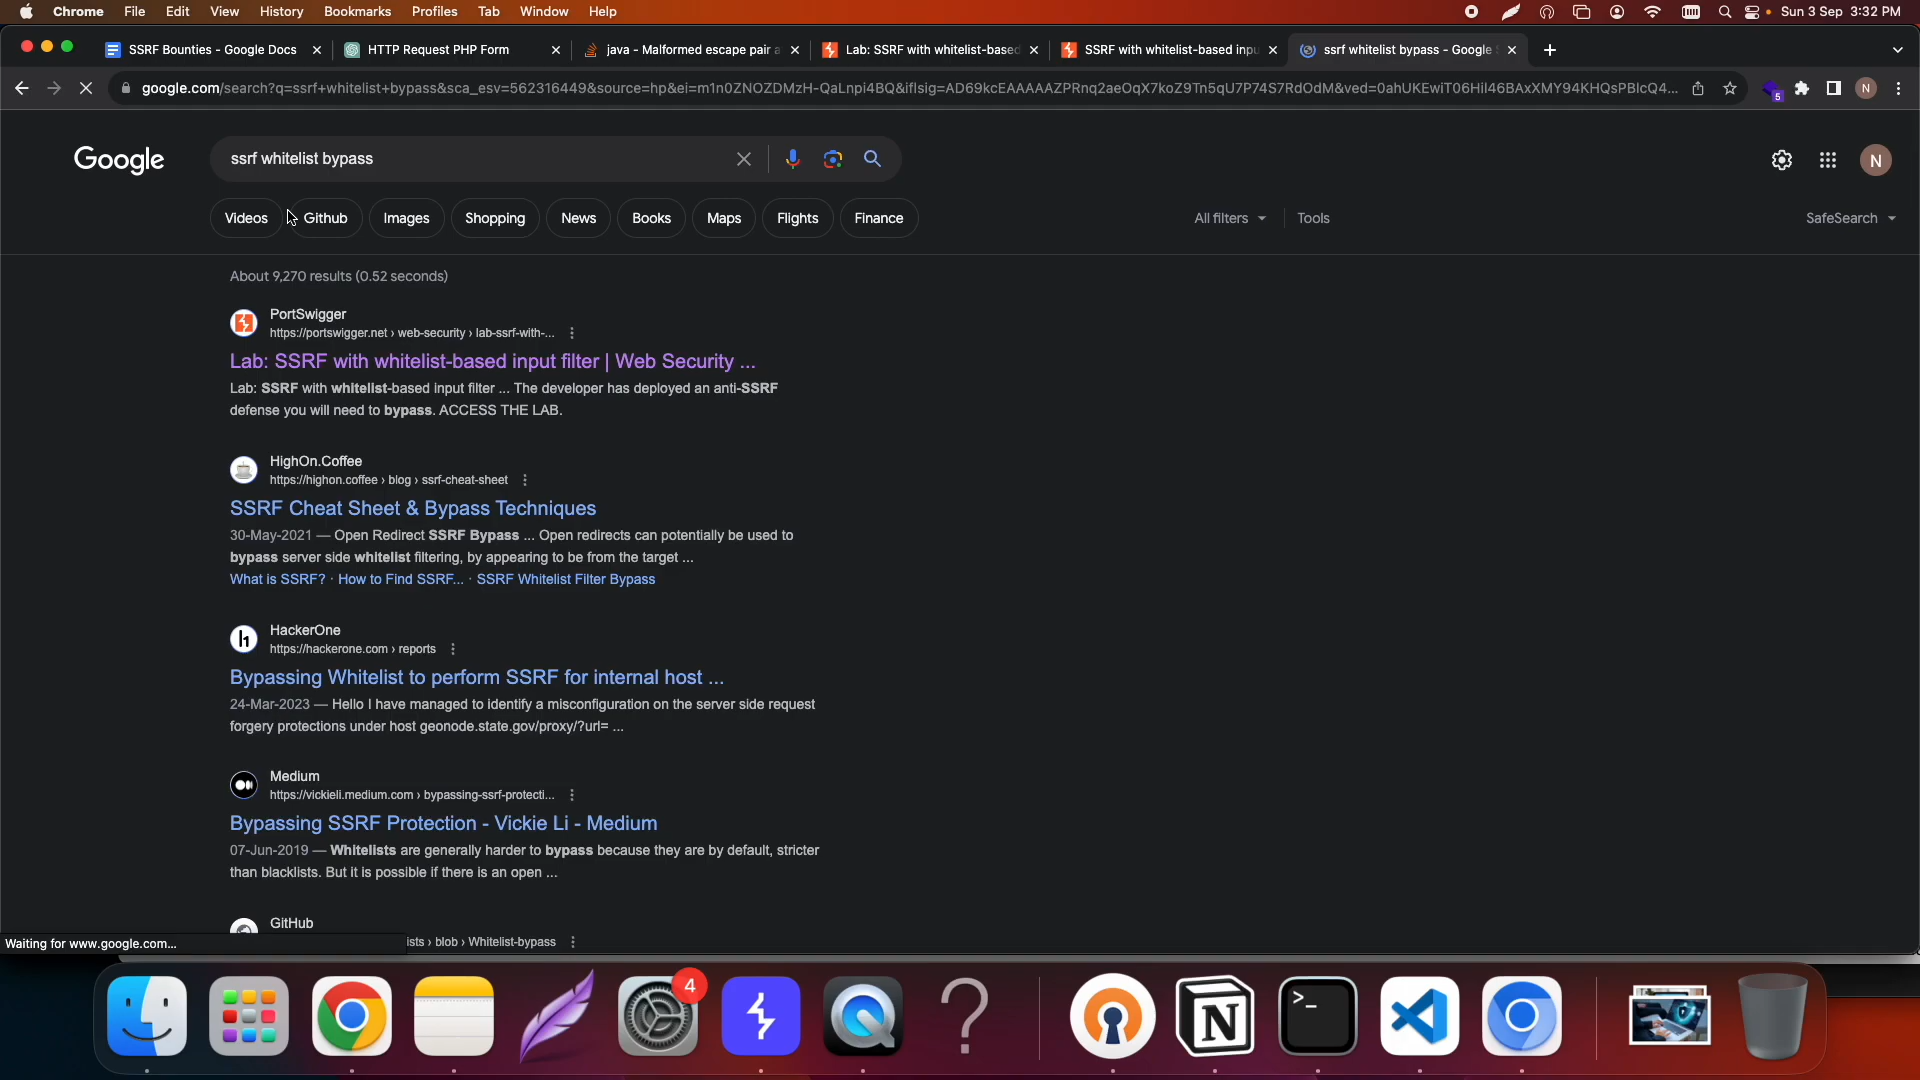 Chrome File Edit View History Bookmarks Profiles Tab Window Help Sun 3 Sep 3:32 PM
SSRF Bounties - Google Docs HTTP Request PHP Form java - Malformed escape pair a Lab: SSRF with whitelist-based SSRF with whitelist-based inpu ssrf whitelist bypass - Google S
google.com/search?q=ssrf+whitelist+bypass&sca_esv=562316449&source=hp&ei=m1n0ZNOZDMzH-QaLnpi4BQ&iflsig=AD69kcEAAAAAZPRnq2aeOqX7koZ9Tn5qU7P74S7RdOdM&ved=0ahUKEwiT06Hil46BAxXMY94KHQsPBlcQ4... 5 N
Google ssrf whitelist bypass N
Videos Github Images Shopping News Books Maps Flights Finance All filters Tools SafeSearch
About 9,270 results (0.52 seconds)
PortSwigger
https://portswigger.net › web-security › lab-ssrf-with-...
Lab: SSRF with whitelist-based input filter | Web Security ...
Lab: SSRF with whitelist-based input filter ... The developer has deployed an anti-SSRF
defense you will need to bypass. ACCESS THE LAB.
HighOn.Coffee
https://highon.coffee › blog › ssrf-cheat-sheet
SSRF Cheat Sheet & Bypass Techniques
30-May-2021 — Open Redirect SSRF Bypass ... Open redirects can potentially be used to
bypass server side whitelist filtering, by appearing to be from the target ...
What is SSRF? · How to Find SSRF... · SSRF Whitelist Filter Bypass
HackerOne
h1
https://hackerone.com › reports
Bypassing Whitelist to perform SSRF for internal host ...
24-Mar-2023 — Hello I have managed to identify a misconfiguration on the server side request
forgery protections under host geonode.state.gov/proxy/?url= ...
Medium
https://vickieli.medium.com › bypassing-ssrf-protecti...
Bypassing SSRF Protection - Vickie Li - Medium
07-Jun-2019 — Whitelists are generally harder to bypass because they are by default, stricter
than blacklists. But it is possible if there is an open ...
GitHub
Waiting for www.google.com... ists › blob › Whitelist-bypass
4